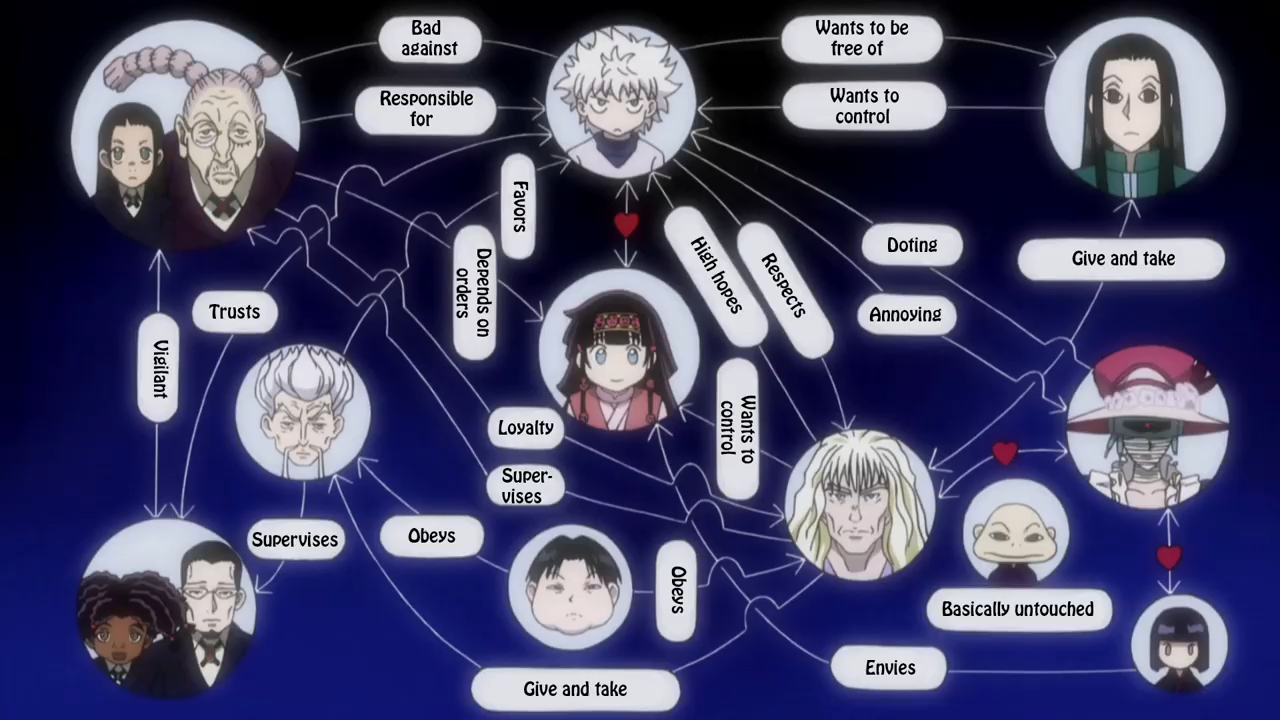 Bad
against
Wants to be
free of
Responsible
for
Wants to
control
Favors
High hopes
Respects
Doting
Give and take
Depends on
orders
Trusts
Annoying
Vigilant
Wants to
control
Loyalty
Super-
vises
Supervises
Obeys
Obeys
Basically untouched
Envies
Give and take